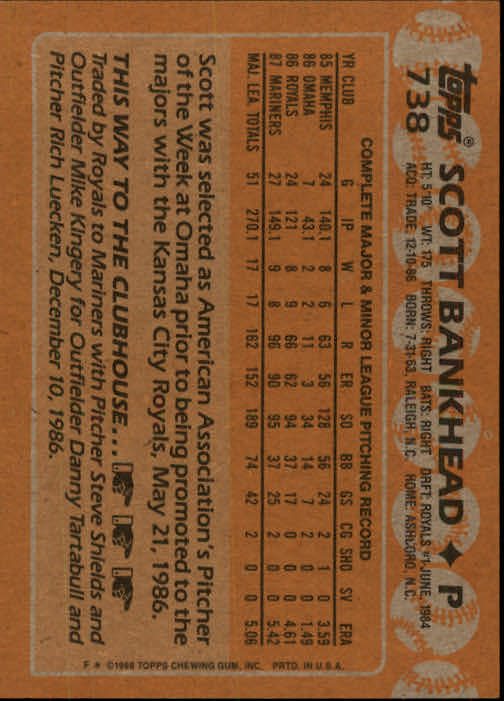 topps® SCOTT BANKHEAD ✦ P
738 HT: 5'10" WT: 175 THROWS: RIGHT BATS: RIGHT DRFT: ROYALS #1-JUNE, 1984
ACQ: TRADE, 12-10-86 BORN: 7-31-63, RALEIGH, N.C. HOME: ASHBORO, N.C.
COMPLETE MAJOR & MINOR LEAGUE PITCHING RECORD
YR CLUB G IP W L R ER SO BB GS CG SHO SV ERA
85 MEMPHIS 24 140.1 8 6 63 56 128 56 24 2 1 0 3.59
86 OMAHA 7 43.1 2 2 11 3 34 14 7 2 0 0 1.49
86 ROYALS 24 121 8 9 66 62 94 37 17 0 0 0 4.61
87 MARINERS 27 149.1 9 8 96 90 95 37 25 2 0 0 5.42
MAJ. LEA. TOTALS 51 270.1 17 17 162 152 189 74 42 2 0 0 5.06
Scott was selected as American Association's Pitcher
of the Week at Omaha prior to being promoted to the
majors with the Kansas City Royals, May 21, 1986.
THIS WAY TO THE CLUBHOUSE...
Traded by Royals to Mariners with Pitcher Steve Shields and
Outfielder Mike Kingery for Outfielder Danny Tartabull and
Pitcher Rich Luecken, December 10, 1986.
F * ©1988 TOPPS CHEWING GUM, INC. PRTD. IN U.S.A.